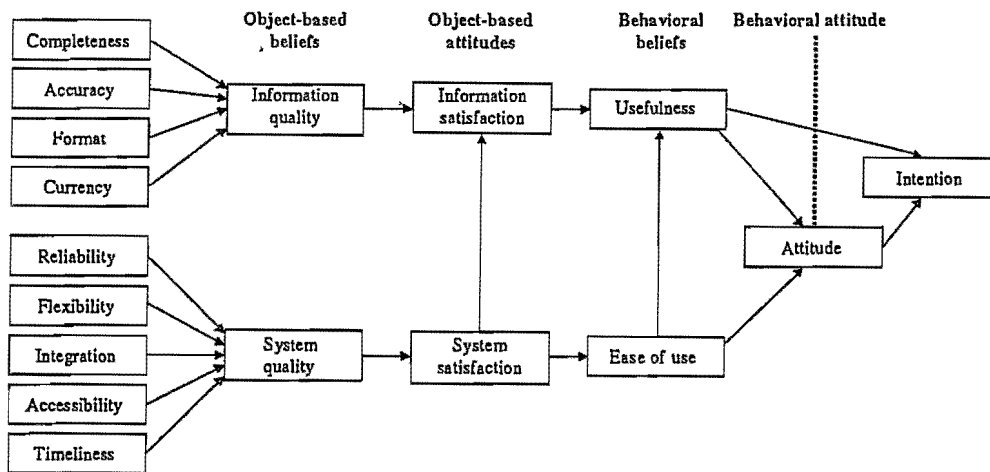 Object-based
beliefs
Object-based
attitudes
Behavioral
beliefs
Behavioral attitude
Completeness
Accuracy
Format
Currency
Information
quality
Information
satisfaction
Usefulness
Intention
Attitude
Reliability
Flexibility
Integration
Accessibility
Timeliness
System
quality
System
satisfaction
Ease of use